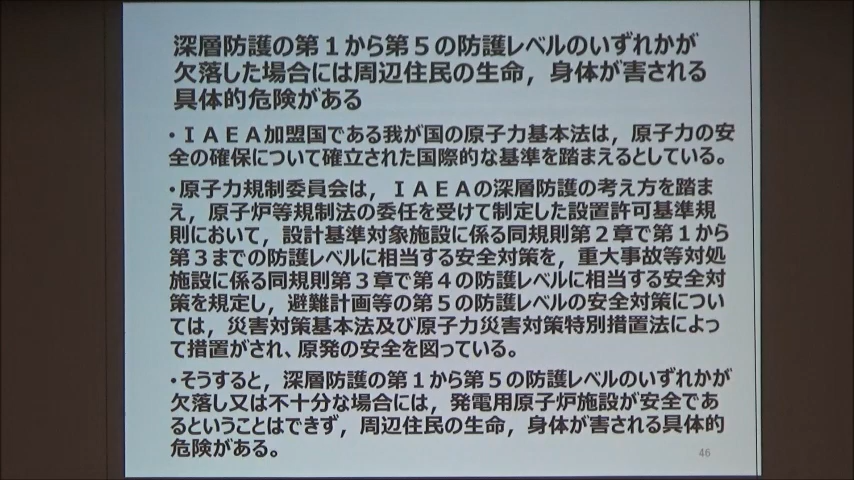 深層防護の第１から第５の防護レベルのいずれかが
欠落した場合には周辺住民の生命，身体が害される
具体的危険がある
・ＩＡＥＡ加盟国である我が国の原子力基本法は，原子力の安
全の確保について確立された国際的な基準を踏まえるとしている。
・原子力規制委員会は，ＩＡＥＡの深層防護の考え方を踏ま
え，原子炉等規制法の委任を受けて制定した設置許可基準規
則において，設計基準対象施設に係る同規則第２章で第１から
第３までの防護レベルに相当する安全対策を，重大事故等対処
施設に係る同規則第３章で第４の防護レベルに相当する安全対
策を規定し，避難計画等の第５の防護レベルの安全対策につい
ては，災害対策基本法及び原子力災害対策特別措置法によっ
て措置がされ、原発の安全を図っている。
・そうすると，深層防護の第１から第５の防護レベルのいずれかが
欠落し又は不十分な場合には，発電用原子炉施設が安全であ
るということはできず，周辺住民の生命，身体が害される具体的
危険がある。
46